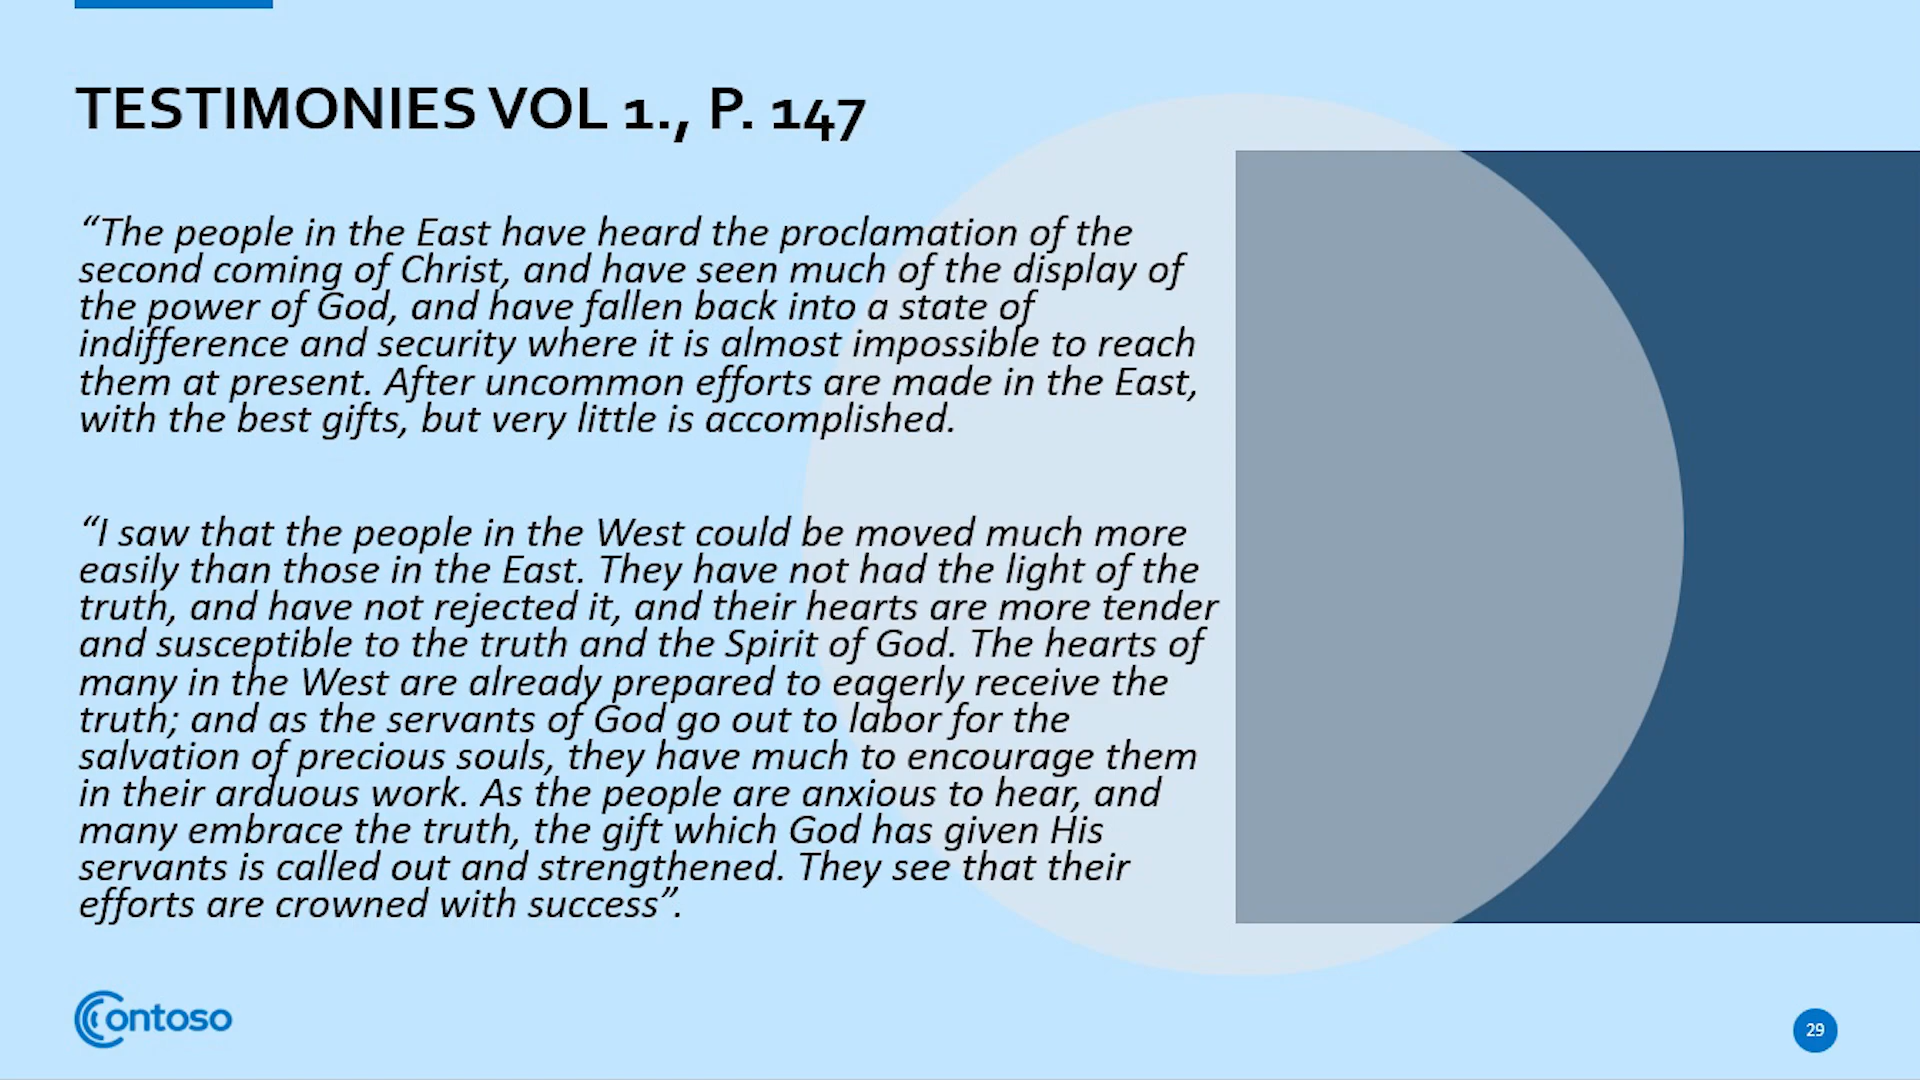 TESTIMONIES VOL 1., P. 147
“The people in the East have heard the proclamation of the
second coming of Christ, and have seen much of the display of
the power of God, and have fallen back into a state of
indifference and security where it is almost impossible to reach
them at present. After uncommon efforts are made in the East,
with the best gifts, but very little is accomplished.
“I saw that the people in the West could be moved much more
easily than those in the East. They have not had the light of the
truth, and have not rejected it, and their hearts are more tender
and susceptible to the truth and the Spirit of God. The hearts of
many in the West are already prepared to eagerly receive the
truth; and as the servants of God go out to labor for the
salvation of precious souls, they have much to encourage them
in their arduous work. As the people are anxious to hear, and
many embrace the truth, the gift which God has given His
servants is called out and strengthened. They see that their
efforts are crowned with success”.
Contoso
29